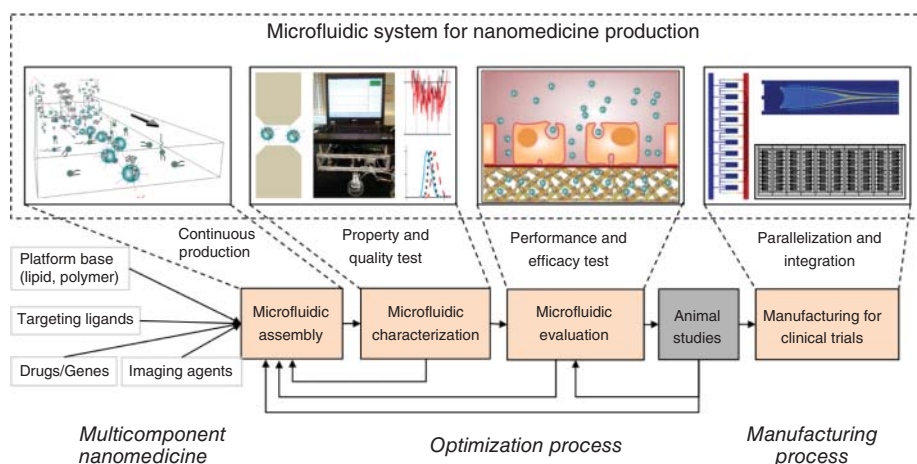 Microfluidic system for nanomedicine production
Continuous
production
Property and
quality test
Performance and
efficacy test
Parallelization and
integration
Platform base
(lipid, polymer)
Targeting ligands
Drugs/Genes
Imaging agents
Microfluidic
assembly
Microfluidic
characterization
Microfluidic
evaluation
Animal
studies
Manufacturing for
clinical trials
Multicomponent
nanomedicine
Optimization process
Manufacturing
process